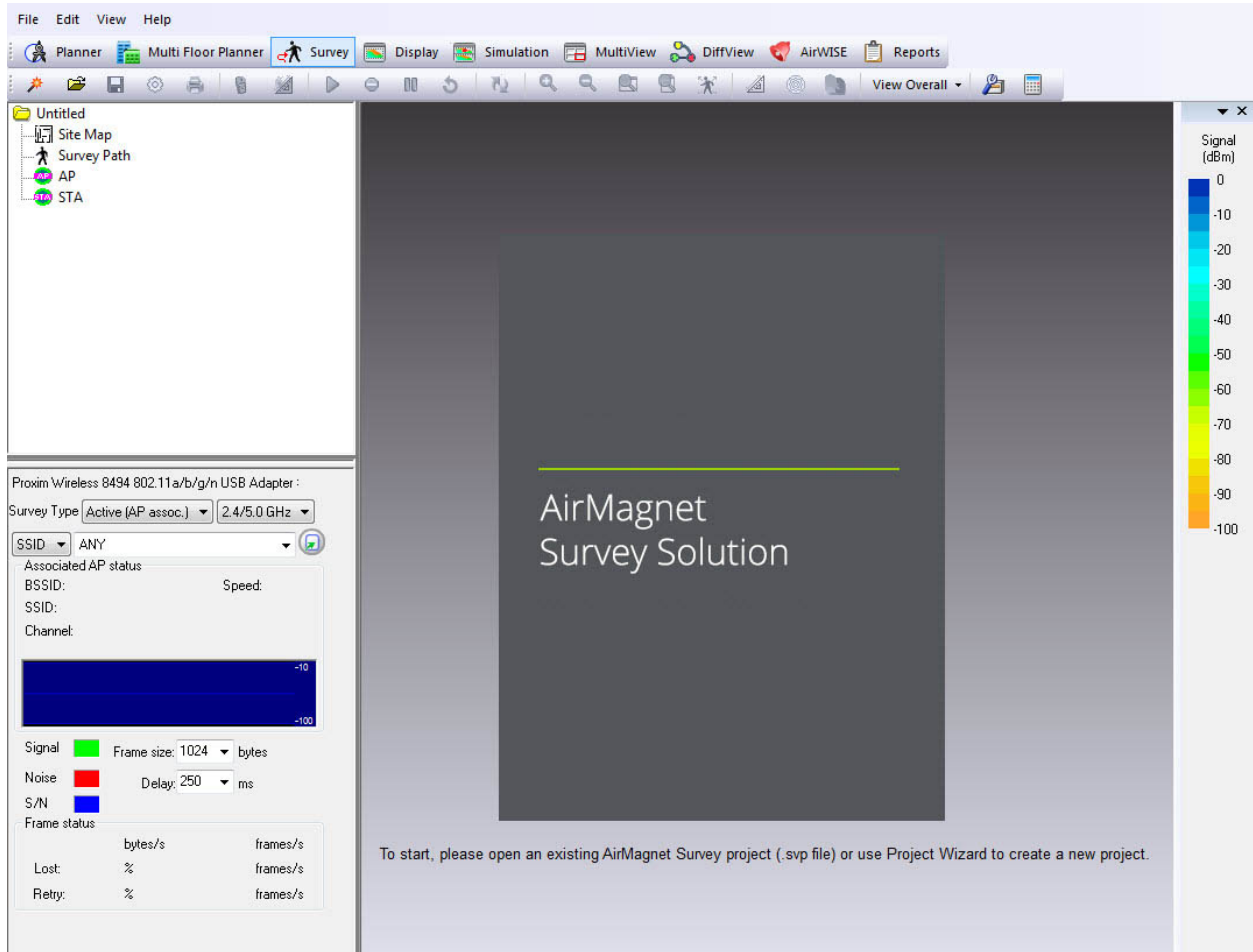 File Edit View Help
Planner Multi Floor Planner Survey Display Simulation MultiView DiffView AirWISE Reports
View Overall
Untitled
Site Map
Survey Path
AP AP
STA STA
Proxim Wireless 8494 802.11a/b/g/n USB Adapter :
Survey Type Active (AP assoc.) 2.4/5.0 GHz
SSID ANY
Associated AP status
BSSID: Speed:
SSID:
Channel:
-10
-100
Signal Frame size: 1024 bytes
Noise Delay: 250 ms
S/N
Frame status
bytes/s frames/s
Lost: % frames/s
Retry: % frames/s
AirMagnet
Survey Solution
To start, please open an existing AirMagnet Survey project (.svp file) or use Project Wizard to create a new project.
Signal
(dBm)
0
-10
-20
-30
-40
-50
-60
-70
-80
-90
-100